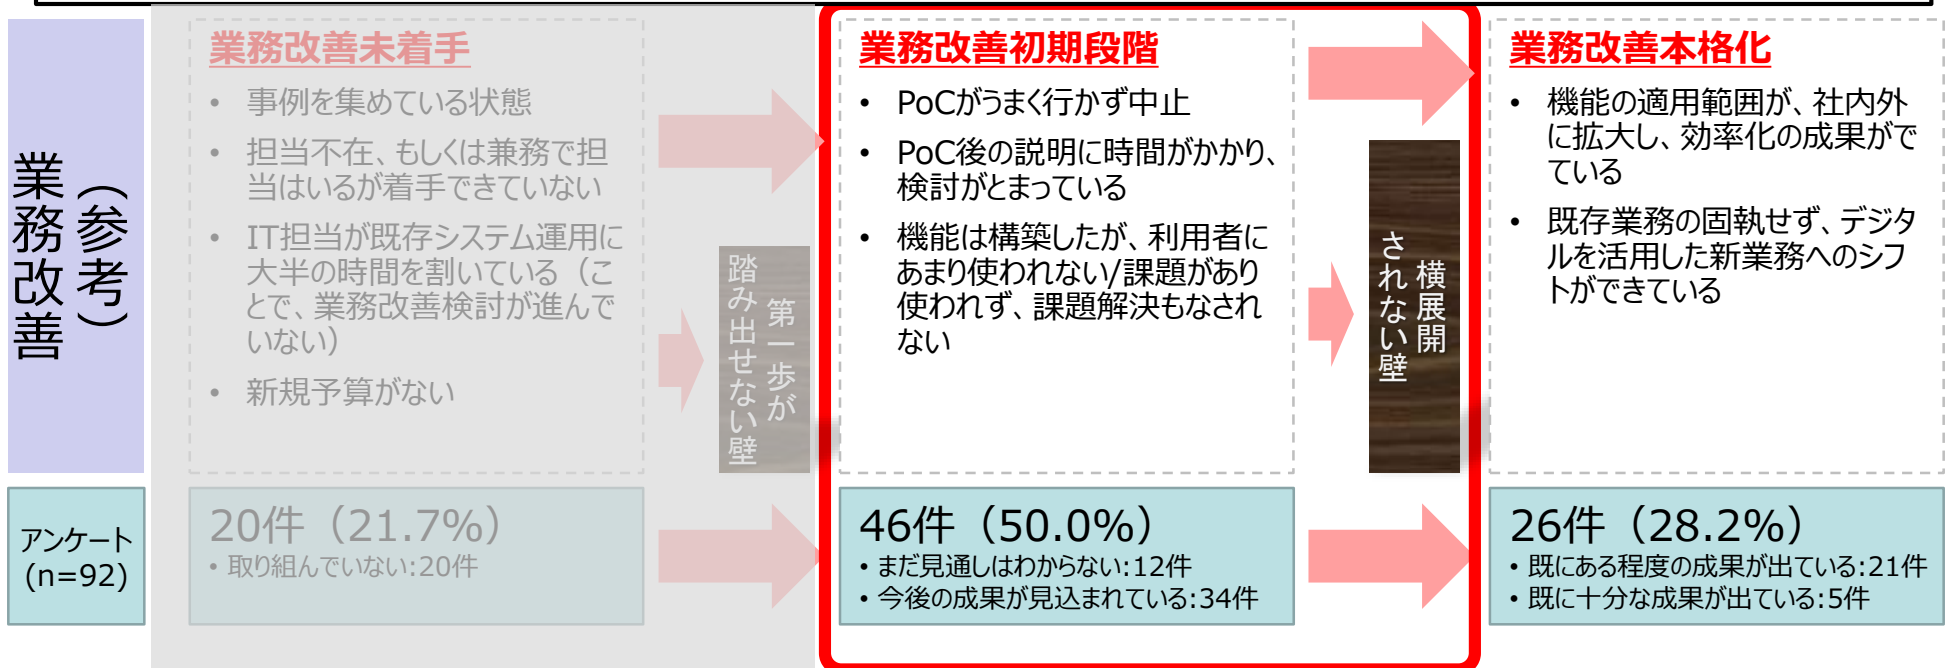 （参考）
業務改善
業務改善未着手
• 事例を集めている状態
• 担当不在、もしくは兼務で担
当はいるが着手できていない
• IT担当が既存システム運用に
大半の時間を割いている（こ
とで、業務改善検討が進んで
いない）
• 新規予算がない
第一歩が
踏み出せない壁
業務改善初期段階
• PoCがうまく行かず中止
• PoC後の説明に時間がかかり、
検討がとまっている
• 機能は構築したが、利用者に
あまり使われない/課題があり
使われず、課題解決もなされ
ない
横展開
されない壁
業務改善本格化
• 機能の適用範囲が、社内外
に拡大し、効率化の成果がで
ている
• 既存業務の固執せず、デジタ
ルを活用した新業務へのシフ
トができている
アンケート
(n=92)
20件（21.7%）
• 取り組んでいない:20件
46件（50.0%）
• まだ見通しはわからない:12件
• 今後の成果が見込まれている:34件
26件（28.2%）
• 既にある程度の成果が出ている:21件
• 既に十分な成果が出ている:5件